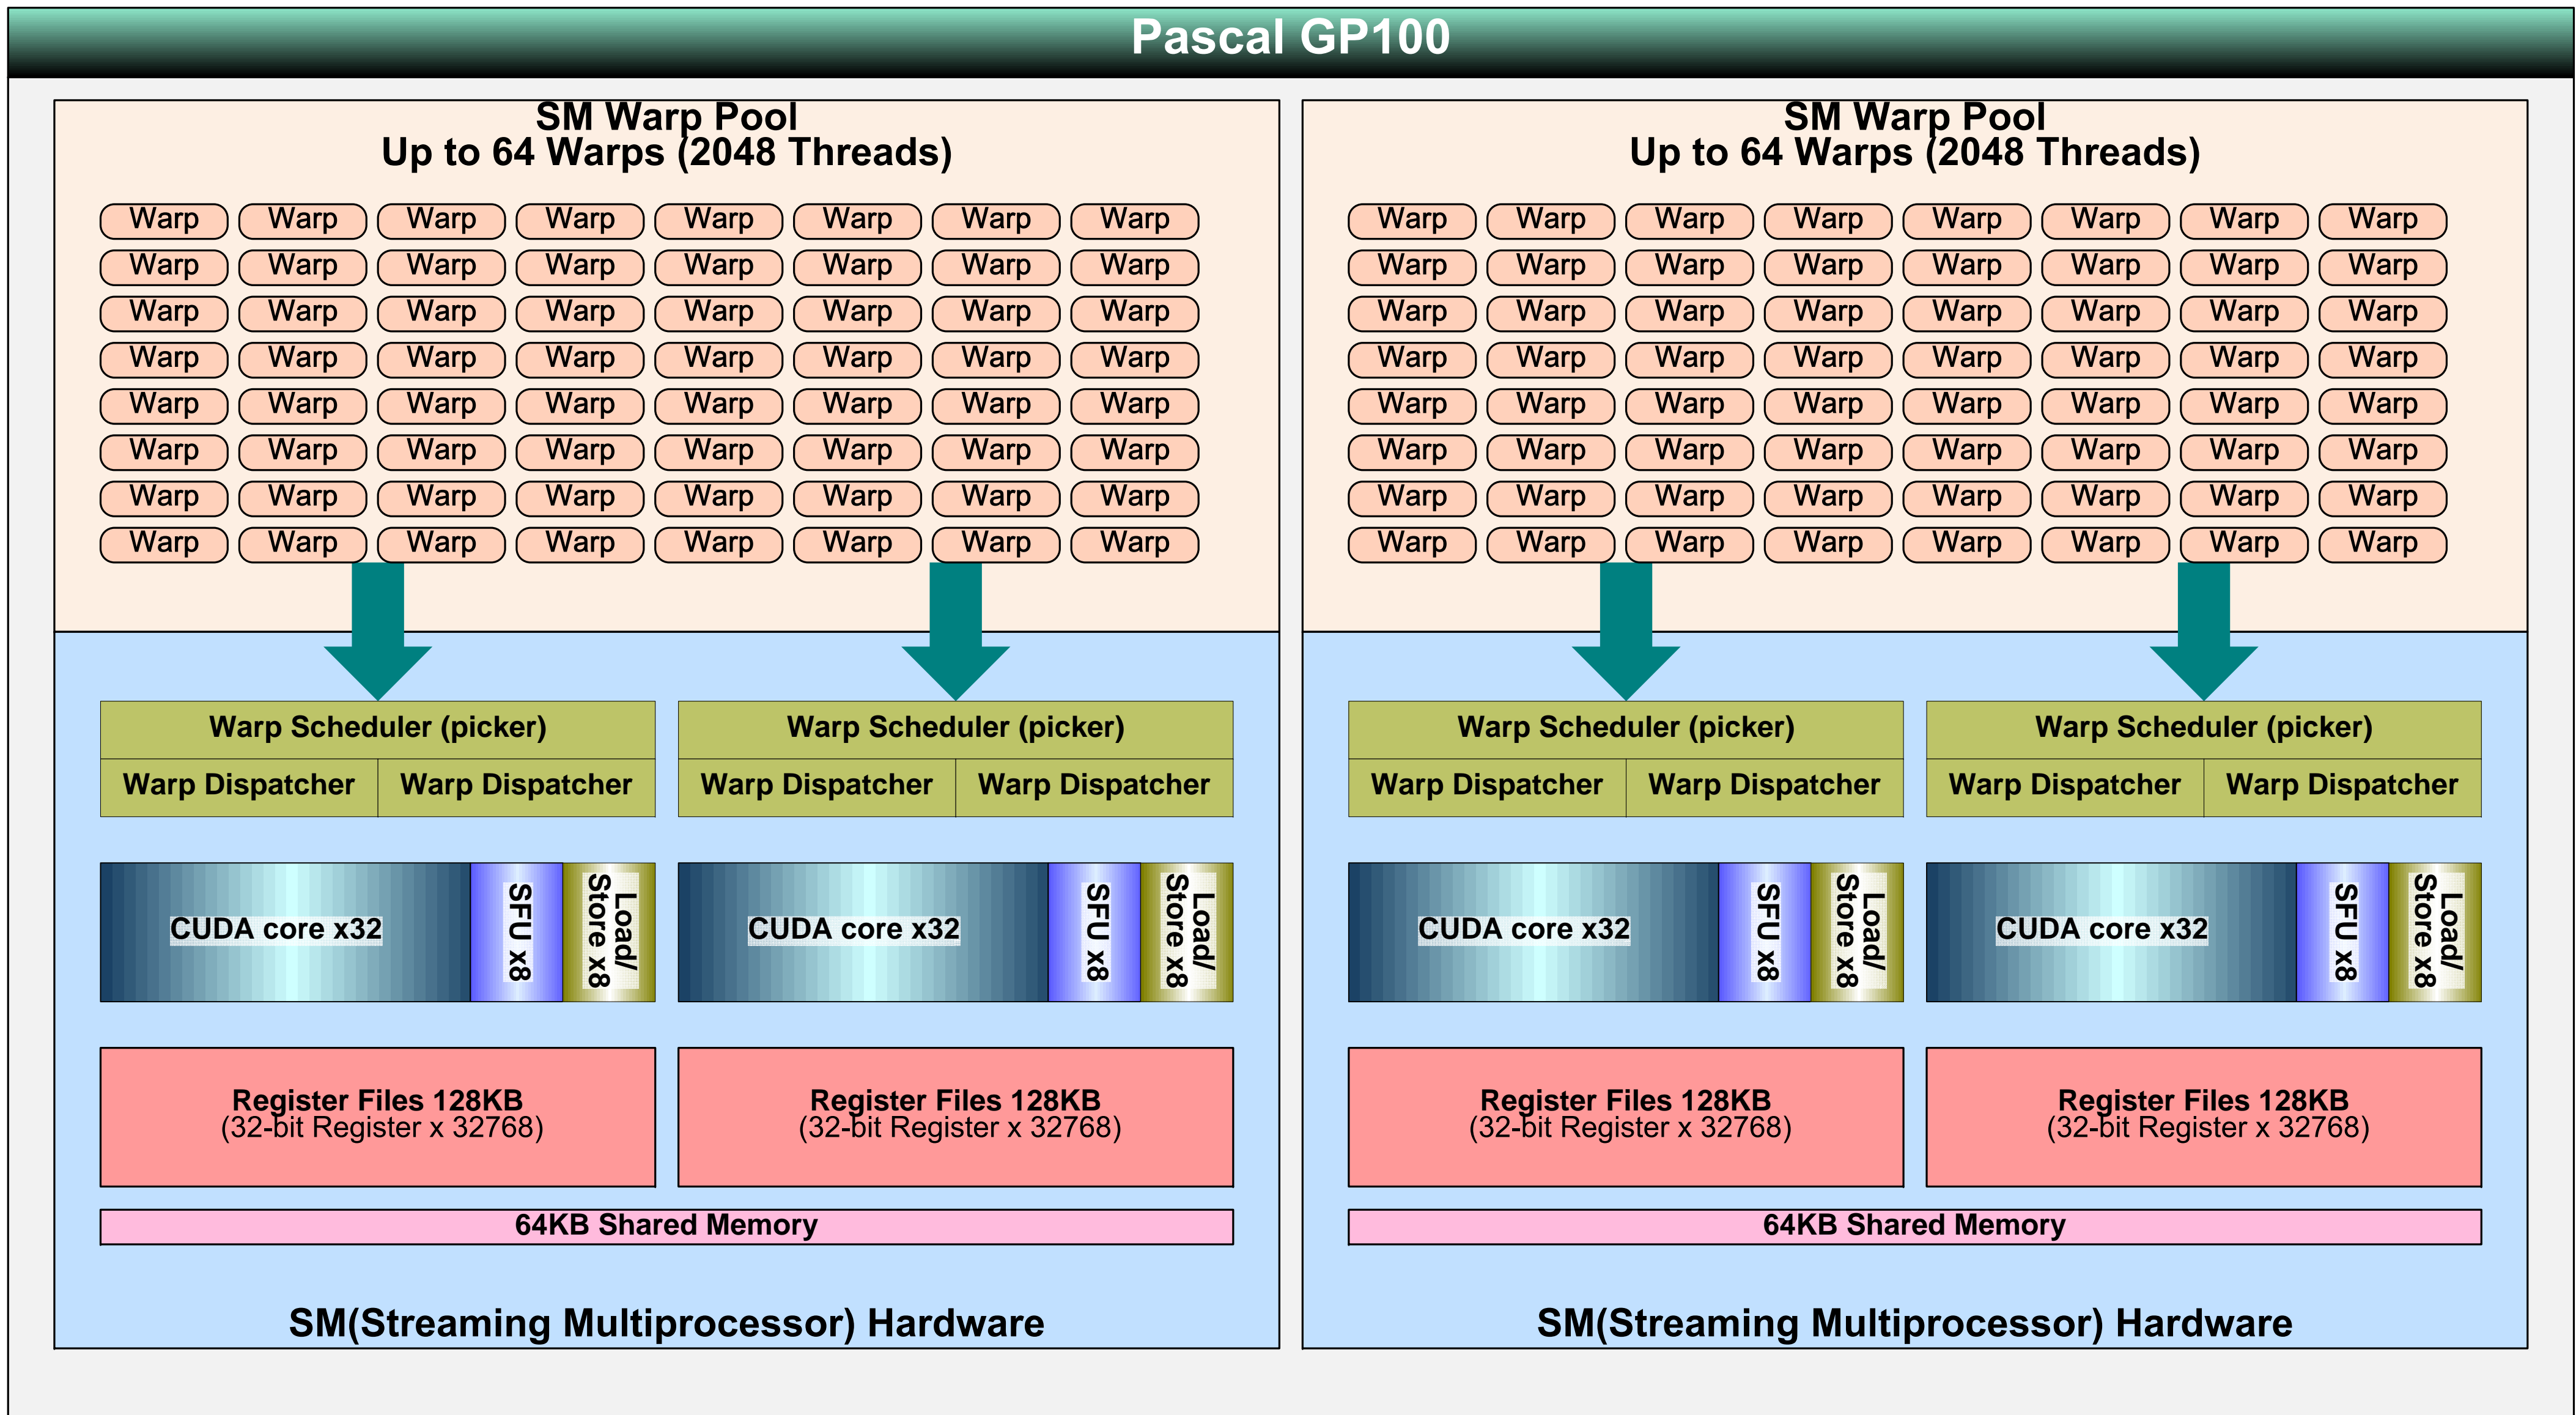 Pascal GP100
SM Warp Pool
Up to 64 Warps (2048 Threads)
Warp Warp Warp Warp Warp Warp Warp Warp
Warp Warp Warp Warp Warp Warp Warp Warp
Warp Warp Warp Warp Warp Warp Warp Warp
Warp Warp Warp Warp Warp Warp Warp Warp
Warp Warp Warp Warp Warp Warp Warp Warp
Warp Warp Warp Warp Warp Warp Warp Warp
Warp Warp Warp Warp Warp Warp Warp Warp
Warp Warp Warp Warp Warp Warp Warp Warp
Warp Scheduler (picker)
Warp Dispatcher Warp Dispatcher
Warp Scheduler (picker)
Warp Dispatcher Warp Dispatcher
CUDA core x32
SFU x8
Load/
Store x8
CUDA core x32
SFU x8
Load/
Store x8
Register Files 128KB
(32-bit Register x 32768)
Register Files 128KB
(32-bit Register x 32768)
64KB Shared Memory
SM(Streaming Multiprocessor) Hardware
SM Warp Pool
Up to 64 Warps (2048 Threads)
Warp Warp Warp Warp Warp Warp Warp Warp
Warp Warp Warp Warp Warp Warp Warp Warp
Warp Warp Warp Warp Warp Warp Warp Warp
Warp Warp Warp Warp Warp Warp Warp Warp
Warp Warp Warp Warp Warp Warp Warp Warp
Warp Warp Warp Warp Warp Warp Warp Warp
Warp Warp Warp Warp Warp Warp Warp Warp
Warp Warp Warp Warp Warp Warp Warp Warp
Warp Scheduler (picker)
Warp Dispatcher Warp Dispatcher
Warp Scheduler (picker)
Warp Dispatcher Warp Dispatcher
CUDA core x32
SFU x8
Load/
Store x8
CUDA core x32
SFU x8
Load/
Store x8
Register Files 128KB
(32-bit Register x 32768)
Register Files 128KB
(32-bit Register x 32768)
64KB Shared Memory
SM(Streaming Multiprocessor) Hardware